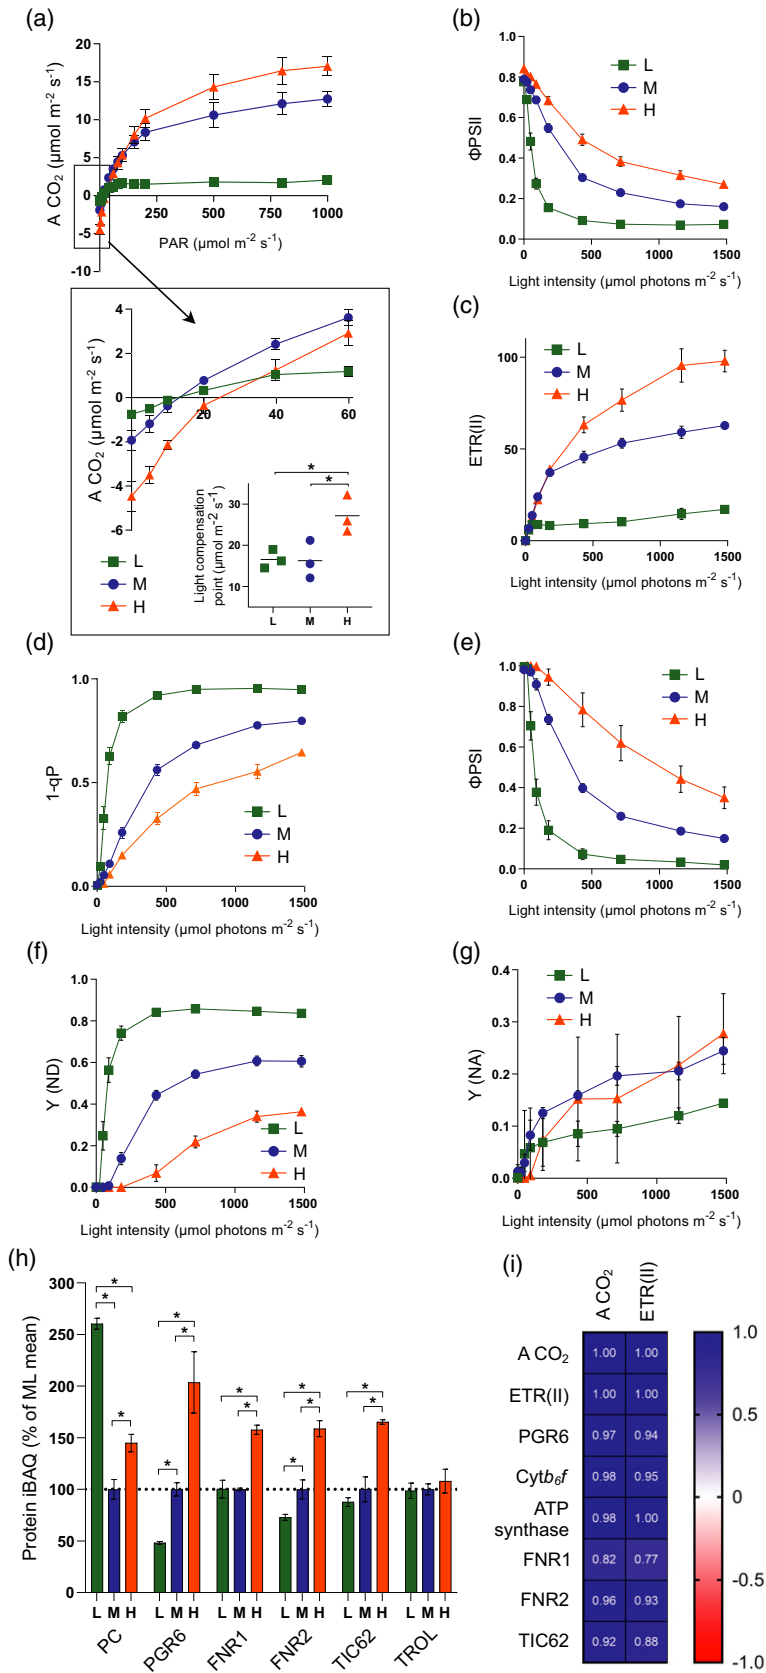 (a)
20
15
10
5
0
-5
-10
A CO₂ (μmol m⁻² s⁻¹)
250 500 750 1000
PAR (μmol m⁻² s⁻¹)
L
M
H
4
2
0
-2
-4
-6
A CO₂ (μmol m⁻² s⁻¹)
20 40 60
L
M
H
* 
*
30
20
10
Light compensation
point (μmol m⁻² s⁻¹)
L M H
(b)
1.0
0.8
0.6
0.4
0.2
0.0
ΦPSII
L
M
H
0 500 1000 1500
Light intensity (μmol photons m⁻² s⁻¹)
(c)
100
50
0
ETR(II)
L
M
H
0 500 1000 1500
Light intensity (μmol photons m⁻² s⁻¹)
(d)
1.0
0.5
0.0
1-qP
L
M
H
0 500 1000 1500
Light intensity (μmol photons m⁻² s⁻¹)
(e)
1.0
0.8
0.6
0.4
0.2
0.0
ΦPSI
L
M
H
0 500 1000 1500
Light intensity (μmol photons m⁻² s⁻¹)
(f)
1.0
0.8
0.6
0.4
0.2
0.0
Y (ND)
L
M
H
0 500 1000 1500
Light intensity (μmol photons m⁻² s⁻¹)
(g)
0.4
0.3
0.2
0.1
0.0
Y (NA)
L
M
H
0 500 1000 1500
Light intensity (μmol photons m⁻² s⁻¹)
(h)
300
250
200
150
100
50
0
Protein iBAQ (% of ML mean)
* * * * * * * * * * * * *
L M H L M H L M H L M H L M H L M H
PC PGR6 FNR1 FNR2 TIC62 TROL
(i)
A CO₂ ETR(II)
A CO₂ 1.00 1.00
ETR(II) 1.00 1.00
PGR6 0.97 0.94
Cytb₆f 0.98 0.95
ATP
synthase 0.98 1.00
FNR1 0.82 0.77
FNR2 0.96 0.93
TIC62 0.92 0.88
1.0
0.5
0
-0.5
-1.0